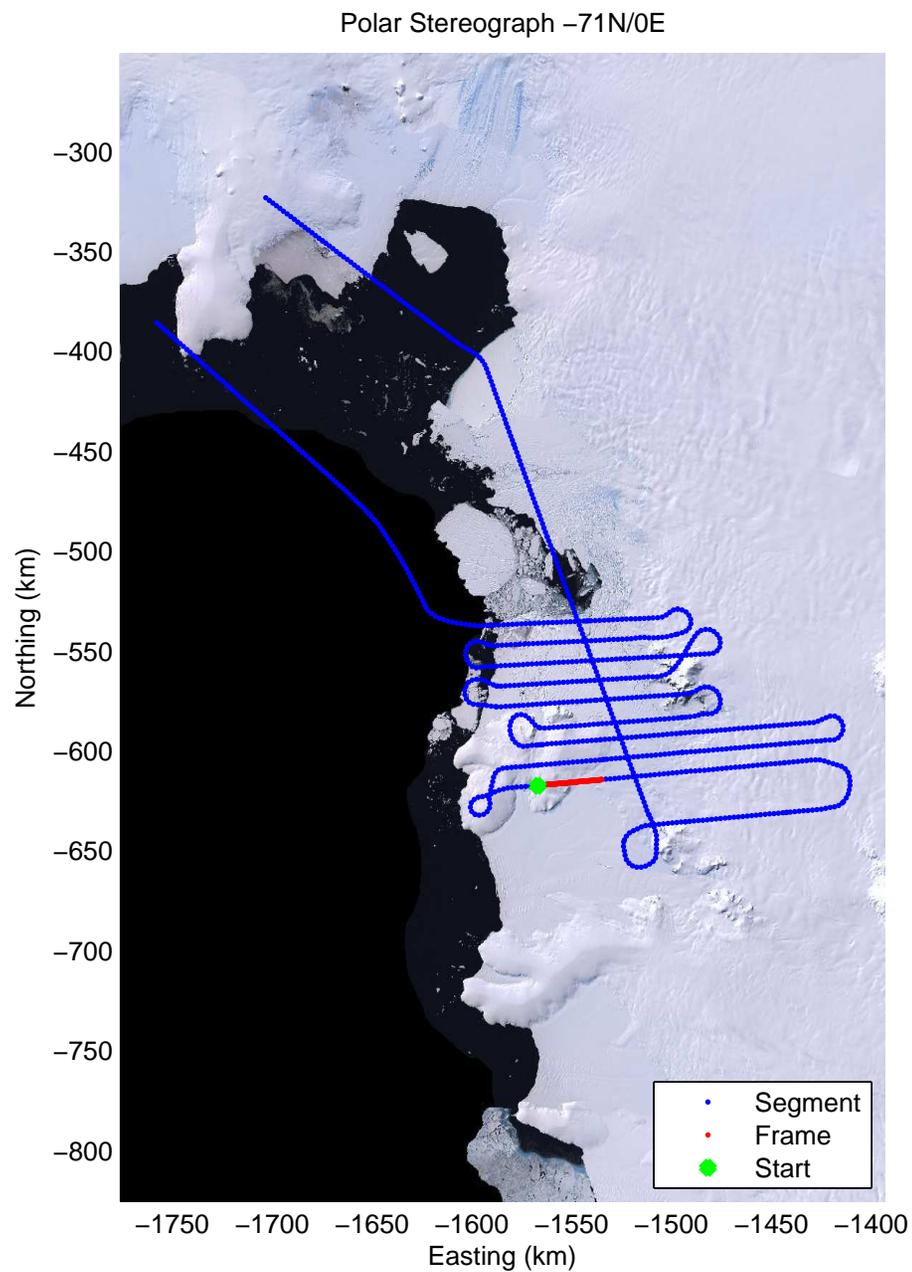 Polar Stereograph −71N/0E
−300
−350
−400
−450
−500
−550
−600
−650
−700
−750
−800
Northing (km)
Segment
Frame
Start
−1750 −1700 −1650 −1600 −1550 −1500 −1450 −1400
Easting (km)